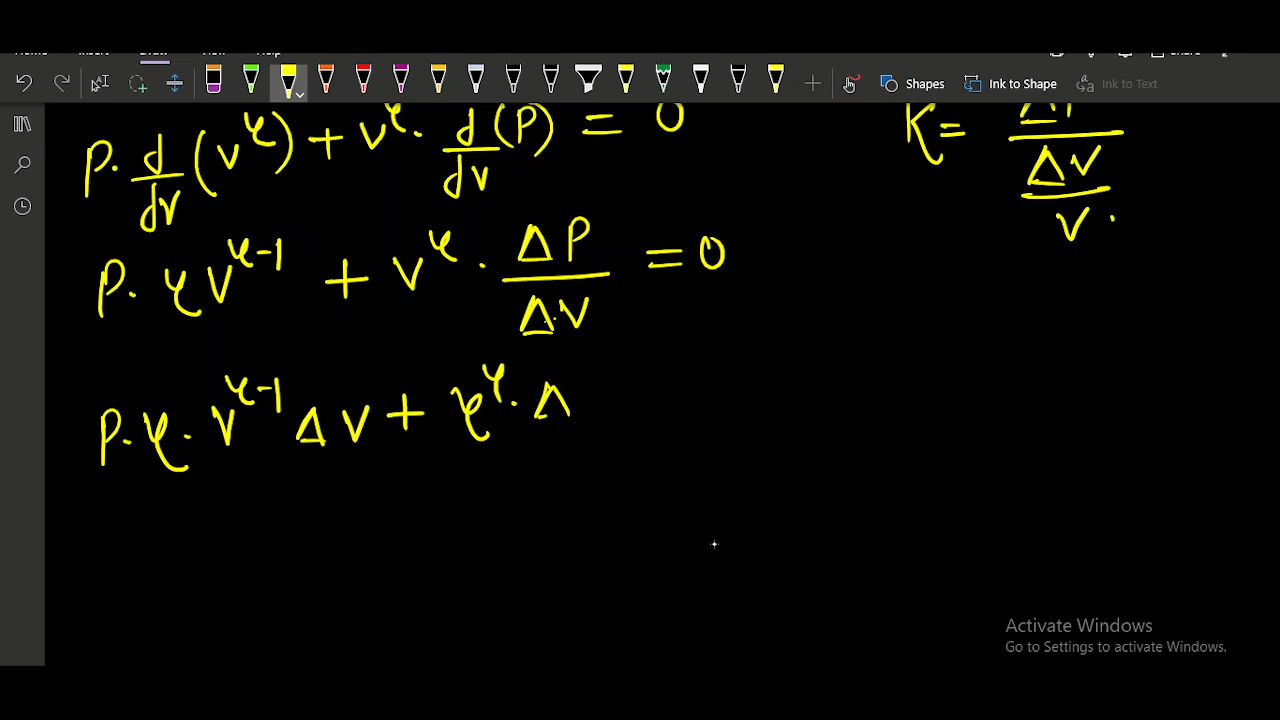 Shapes Ink to Shape Ink to Text
P. d/dV (V^γ) + V^γ. d/dV (P) = 0
K = ΔP / (ΔV / V).
P. γ V^γ-1 + V^γ . ΔP / ΔV = 0
P. γ. V^γ-1 ΔV + γ^γ. Δ
Activate Windows
Go to Settings to activate Windows.